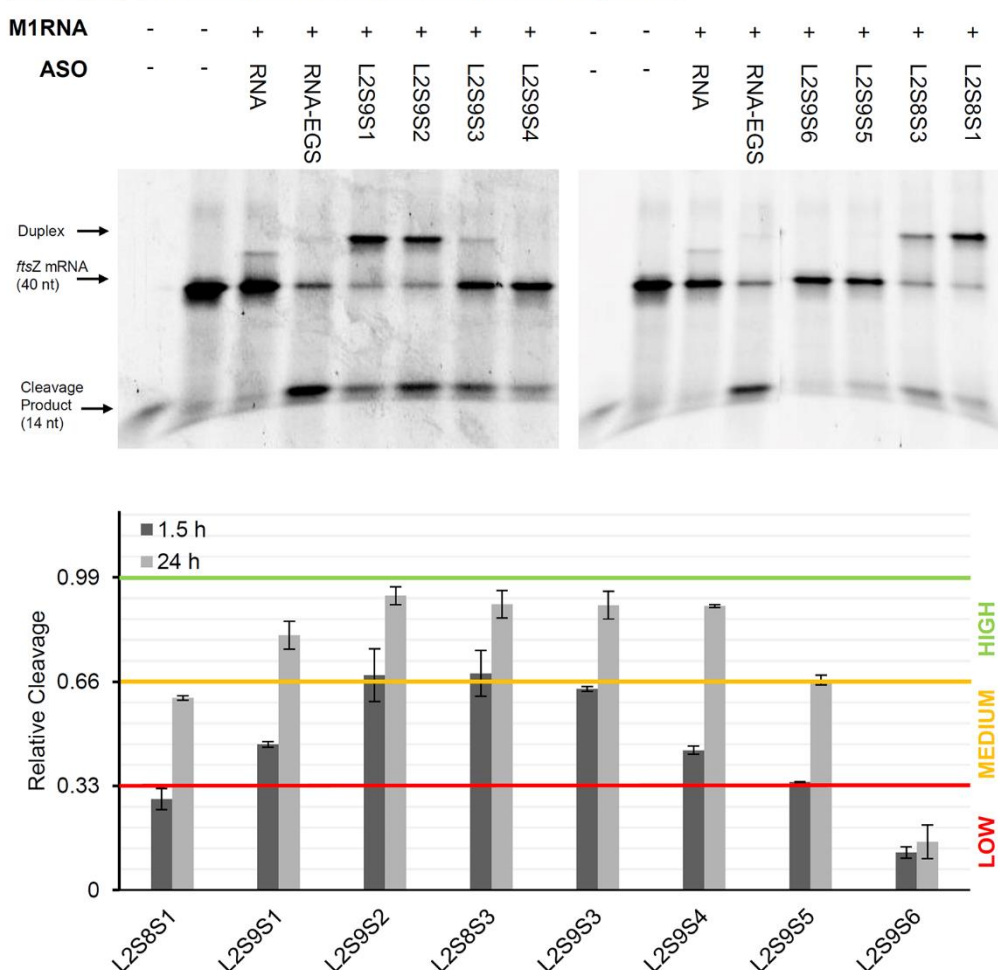 M1RNA - - + + + + + + - - + + + + + +
ASO - - RNA RNA-EGS L2S9S1 L2S9S2 L2S9S3 L2S9S4 - - RNA RNA-EGS L2S9S6 L2S9S5 L2S8S3 L2S8S1
Duplex
ftsZ mRNA
(40 nt)
Cleavage
Product
(14 nt)
1.5 h
24 h
0.99
0.66
0.33
0
Relative Cleavage
HIGH
MEDIUM
LOW
L2S8S1 L2S9S1 L2S9S2 L2S8S3 L2S9S3 L2S9S4 L2S9S5 L2S9S6